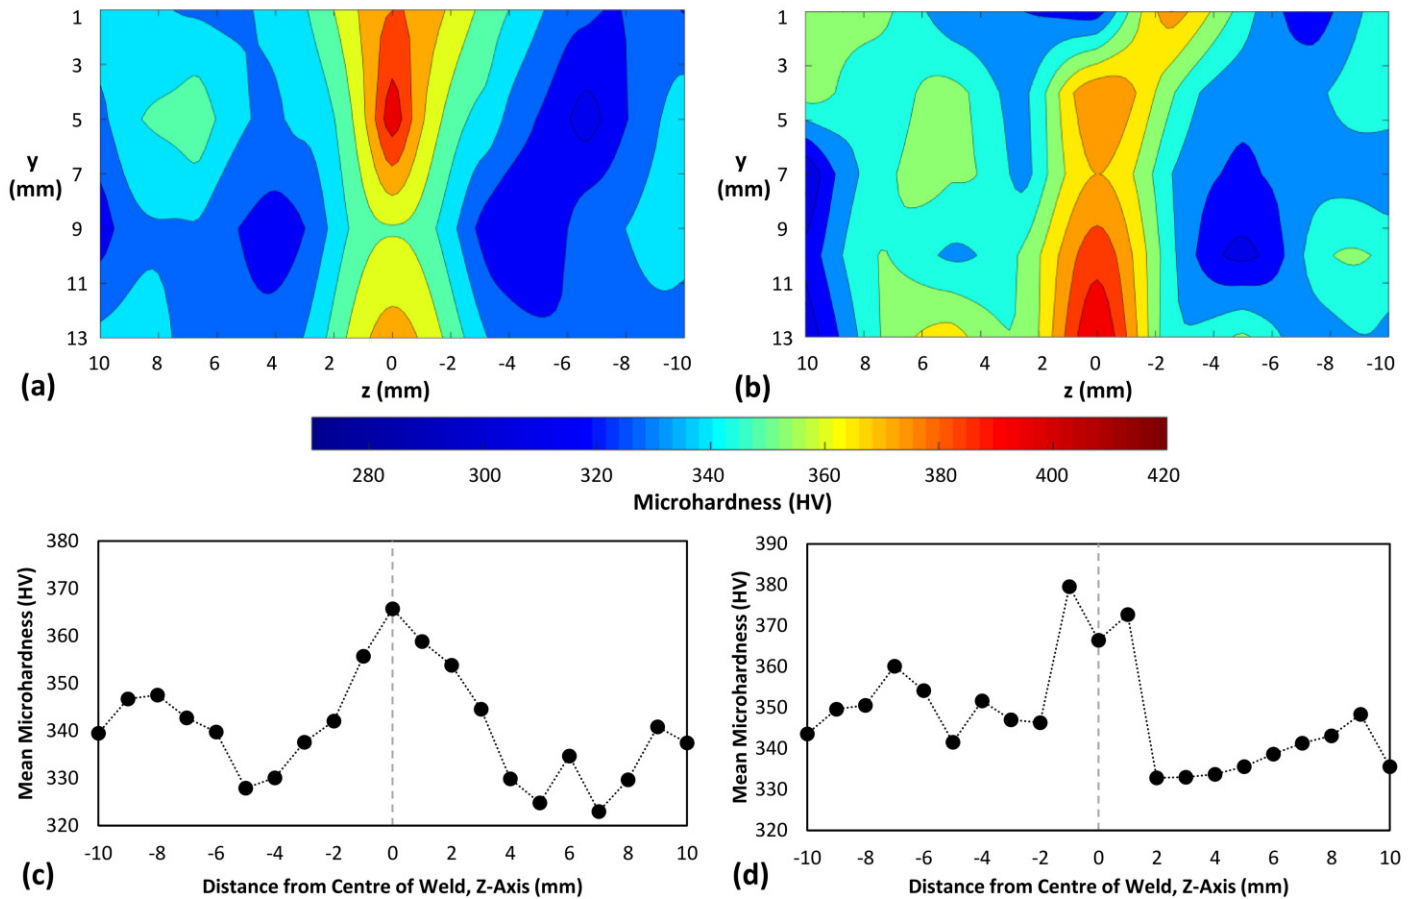 1
3
5
y
(mm)
7
9
11
13
10 8 6 4 2 0 -2 -4 -6 -8 -10
(a)
z (mm)
1
3
5
y
(mm)
7
9
11
13
10 8 6 4 2 0 -2 -4 -6 -8 -10
(b)
z (mm)
280 300 320 340 360 380 400 420
Microhardness (HV)
Mean Microhardness (HV)
380
370
360
350
340
330
320
-10 -8 -6 -4 -2 0 2 4 6 8 10
(c)
Distance from Centre of Weld, Z-Axis (mm)
Mean Microhardness (HV)
390
380
370
360
350
340
330
320
-10 -8 -6 -4 -2 0 2 4 6 8 10
(d)
Distance from Centre of Weld, Z-Axis (mm)